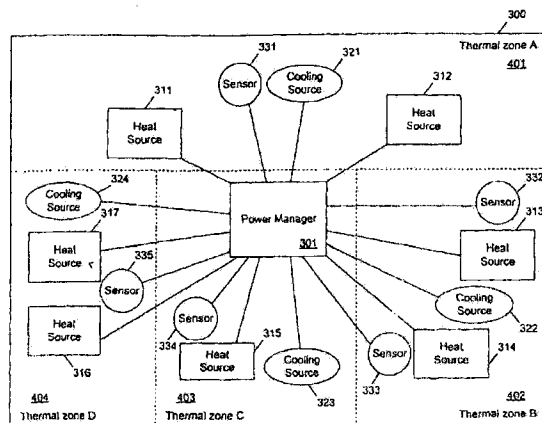 300
Thermal zone A
401
331
321
Sensor
Cooling
Source
311
312
Heat
Source
Heat
Source
324
Cooling
Source
317
Heat
Source
335
Sensor
Heat
Source
316
404
Thermal zone D
Power Manager
301
Sensor
334
315
Heat
Source
Cooling
Source
323
403
Thermal zone C
332
Sensor
313
Heat
Source
Cooling
Source
322
Sensor
333
Heat
Source
314
402
Thermal zone B